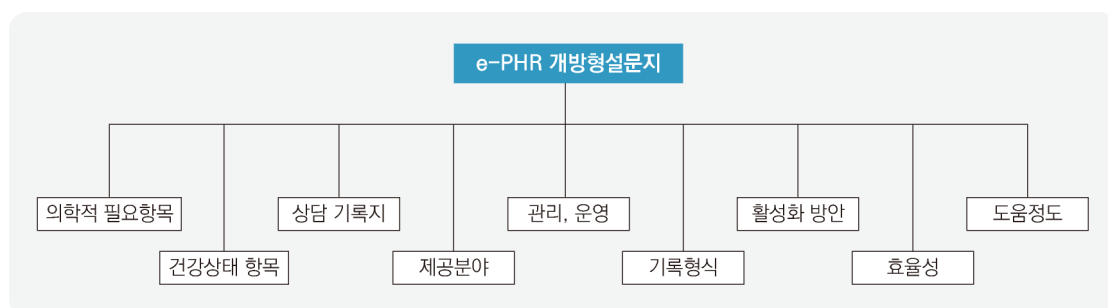 e-PHR 개방형설문지
의학적 필요항목
상담 기록지
관리, 운영
활성화 방안
도움정도
건강상태 항목
제공분야
기록형식
효율성